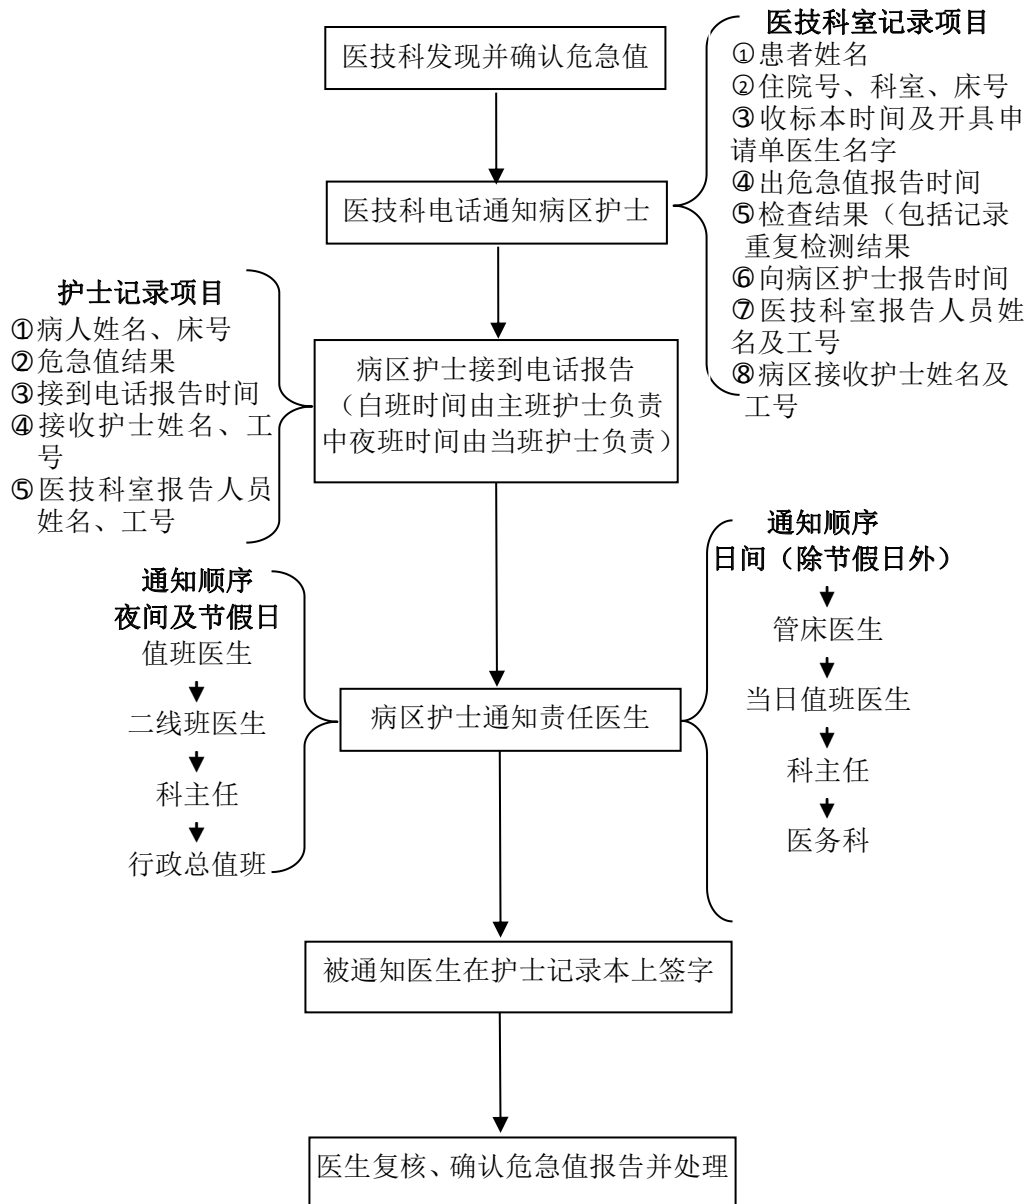 医技科发现并确认危急值
医技科室记录项目
①患者姓名
②住院号、科室、床号
③收标本时间及开具申
请单医生名字
④出危急值报告时间
⑤检查结果（包括记录
重复检测结果
⑥向病区护士报告时间
⑦医技科室报告人员姓
名及工号
⑧病区接收护士姓名及
工号
医技科电话通知病区护士
护士记录项目
①病人姓名、床号
②危急值结果
③接到电话报告时间
④接收护士姓名、工
号
⑤医技科室报告人员
姓名、工号
病区护士接到电话报告
（白班时间由主班护士负责
中夜班时间由当班护士负责）
通知顺序
夜间及节假日
值班医生
二线班医生
科主任
行政总值班
病区护士通知责任医生
通知顺序
日间（除节假日外）
管床医生
当日值班医生
科主任
医务科
被通知医生在护士记录本上签字
医生复核、确认危急值报告并处理